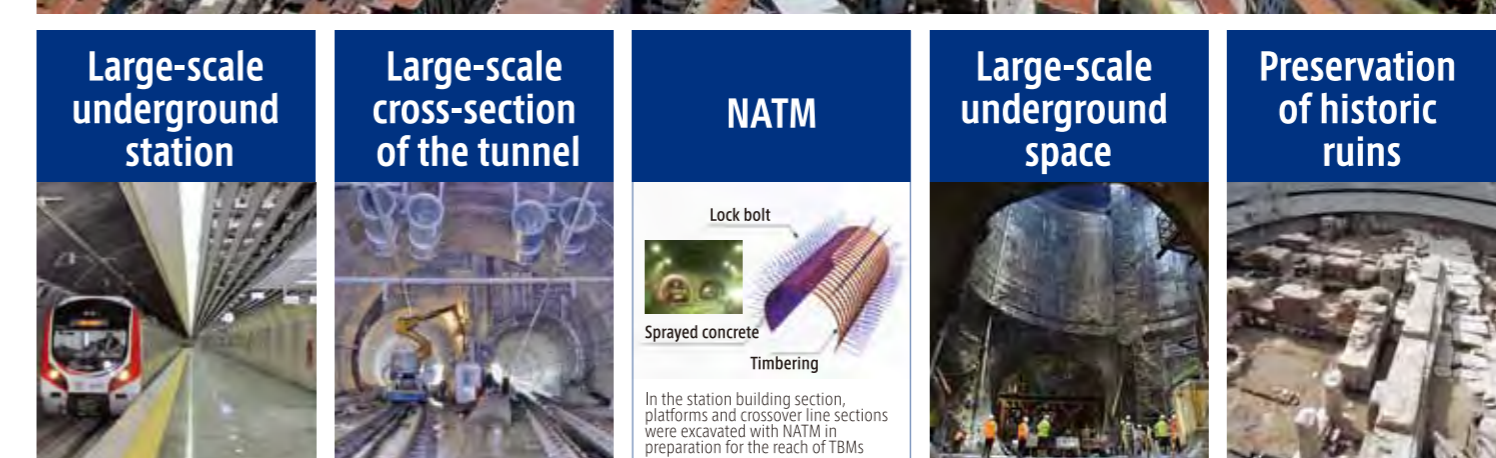 Large-scale
underground
station
Large-scale
cross-section
of the tunnel
NATM
Lock bolt
Sprayed concrete
Timbering
In the station building section,
platforms and crossover line sections
were excavated with NATM in
preparation for the reach of TBMs
Large-scale
underground
space
Preservation
of historic
ruins